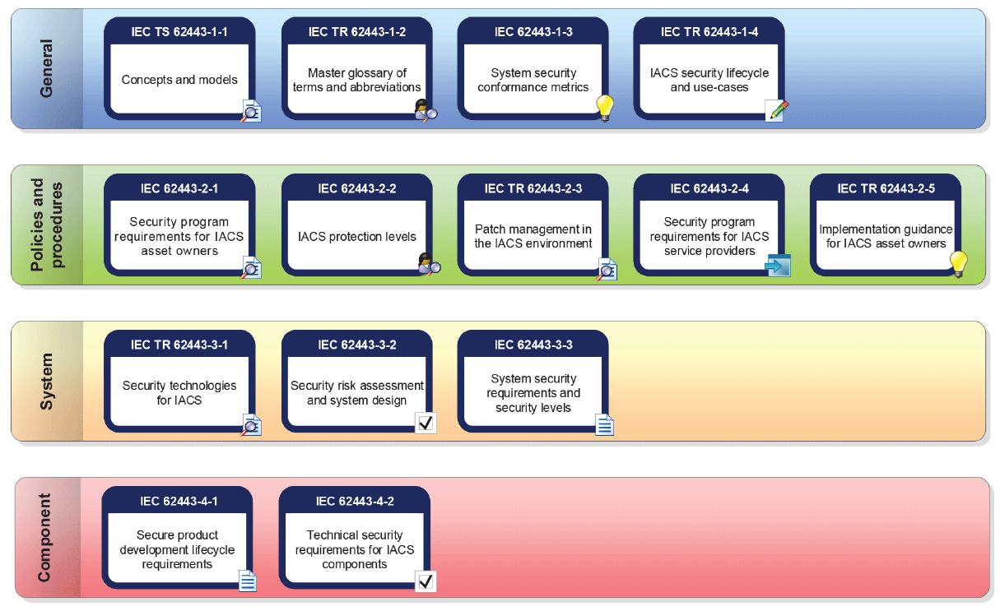 General
IEC TS 62443-1-1
Concepts and models
IEC TR 62443-1-2
Master glossary of
terms and abbreviations
IEC 62443-1-3
System security
conformance metrics
IEC TR 62443-1-4
IACS security lifecycle
and use-cases
Policies and
procedures
IEC 62443-2-1
Security program
requirements for IACS
asset owners
IEC 62443-2-2
IACS protection levels
IEC TR 62443-2-3
Patch management in
the IACS environment
IEC 62443-2-4
Security program
requirements for IACS
service providers
IEC TR 62443-2-5
Implementation guidance
for IACS asset owners
System
IEC TR 62443-3-1
Security technologies
for IACS
IEC 62443-3-2
Security risk assessment
and system design
IEC 62443-3-3
System security
requirements and
security levels
Component
IEC 62443-4-1
Secure product
development lifecycle
requirements
IEC 62443-4-2
Technical security
requirements for IACS
components